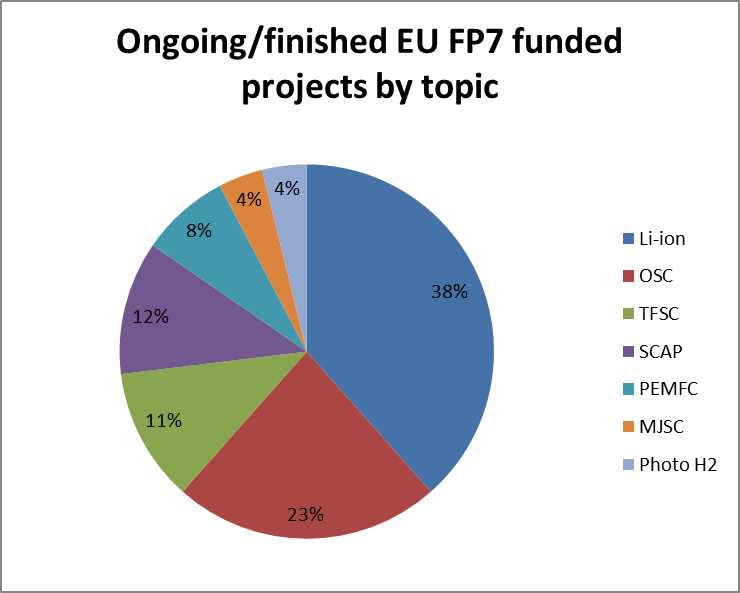 Ongoing/finished EU FP7 funded
projects by topic
4%
4%
8%
38%
12%
11%
23%
Li-ion
OSC
TFSC
SCAP
PEMFC
MJSC
Photo H2